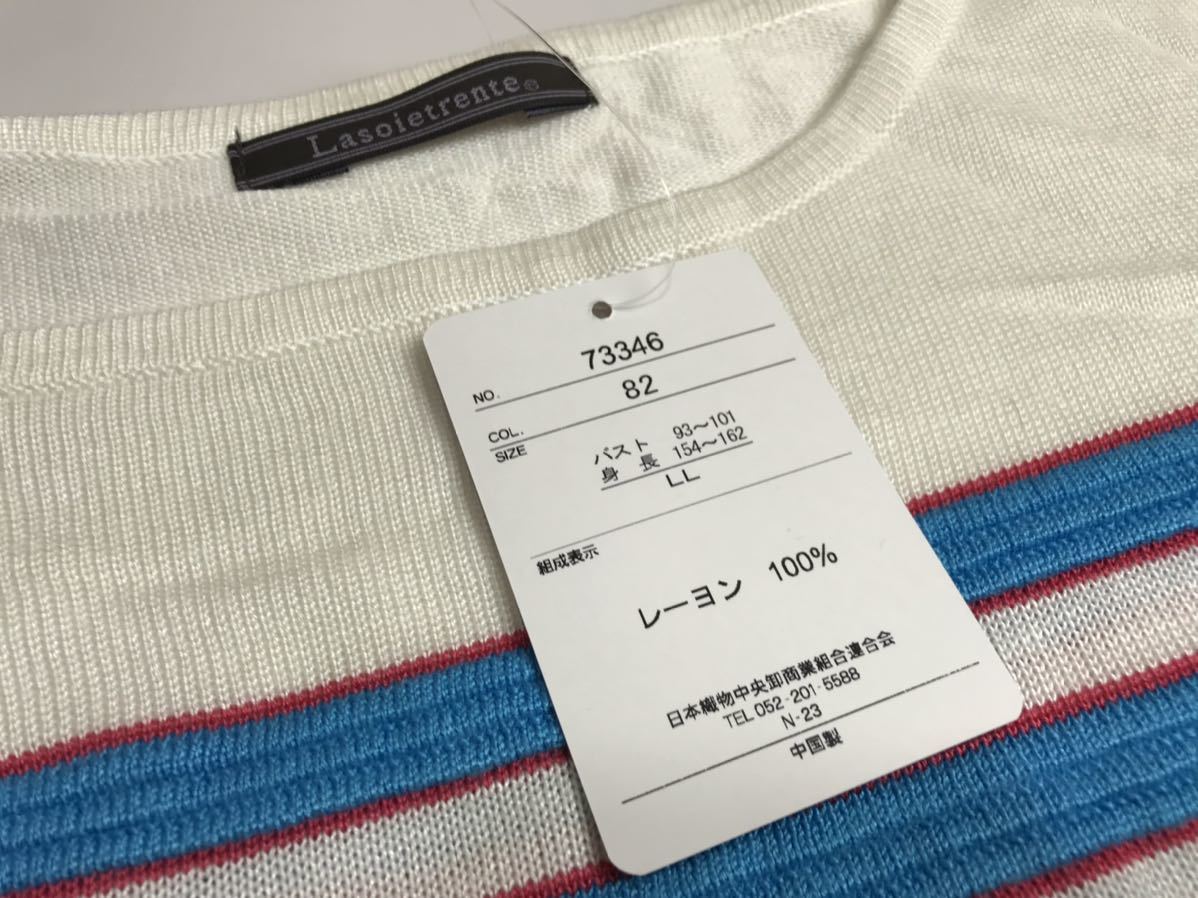 Lasoietrente®
NO. 73346
COL. 82
SIZE バスト 93～101
身長 154～162
LL
組成表示
レーヨン 100%
日本織物中央卸商業組合連合会
TEL 052-201-5588
N-23
中国製